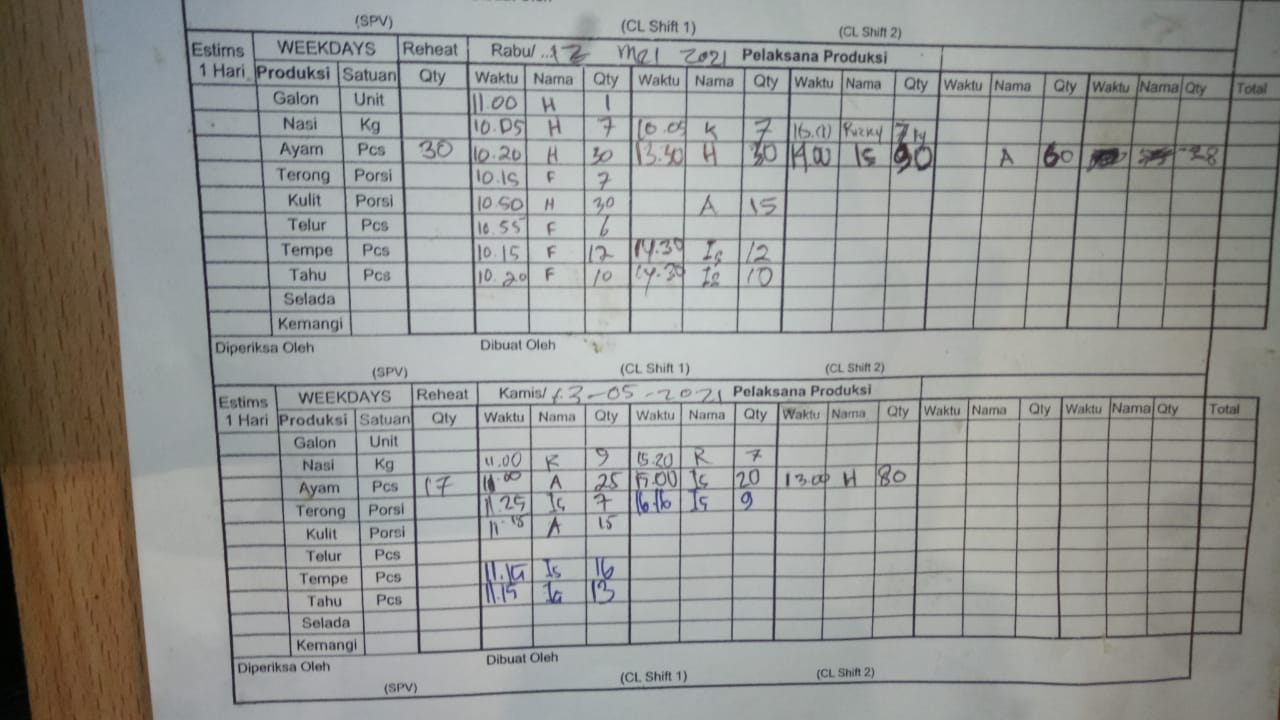 (SPV) (CL Shift 1) (CL Shift 2)
Estims WEEKDAYS Reheat Rabu/ ..12 Mei 2021 Pelaksana Produksi
1 Hari Produksi Satuan Qty Waktu Nama Qty Waktu Nama Qty Waktu Nama Qty Waktu Nama Qty Waktu Nama Qty Total
Galon Unit 11.00 H 1
Nasi Kg 10.05 H 7 10.05 K 7
Ayam Pcs 30 10.20 H 30 13.30 H 30 14.00 Is 90 A 60 28
Terong Porsi 10.15 F 7
Kulit Porsi 10.50 H 30 A 15
Telur Pcs 10.55 F 6
Tempe Pcs 10.15 F 12 14.30 Is 12
Tahu Pcs 10.20 F 10 14.30 Is 10
Selada
Kemangi
Diperiksa Oleh Dibuat Oleh
(SPV) (CL Shift 1) (CL Shift 2)
Estims WEEKDAYS Reheat Kamis/ 13-05-2021 Pelaksana Produksi
1 Hari Produksi Satuan Qty Waktu Nama Qty Waktu Nama Qty Waktu Nama Qty Waktu Nama Qty Waktu Nama Qty Total
Galon Unit
Nasi Kg 11.00 R 9 15.20 R 7
Ayam Pcs 17 11.00 A 25 15.00 Is 20 13.00 H 80
Terong Porsi 11.25 Is 7 16.16 Is 9
Kulit Porsi 11.15 A 15
Telur Pcs
Tempe Pcs 11.15 Is 16
Tahu Pcs 11.15 Is 13
Selada
Kemangi
Diperiksa Oleh Dibuat Oleh
(SPV) (CL Shift 1) (CL Shift 2)